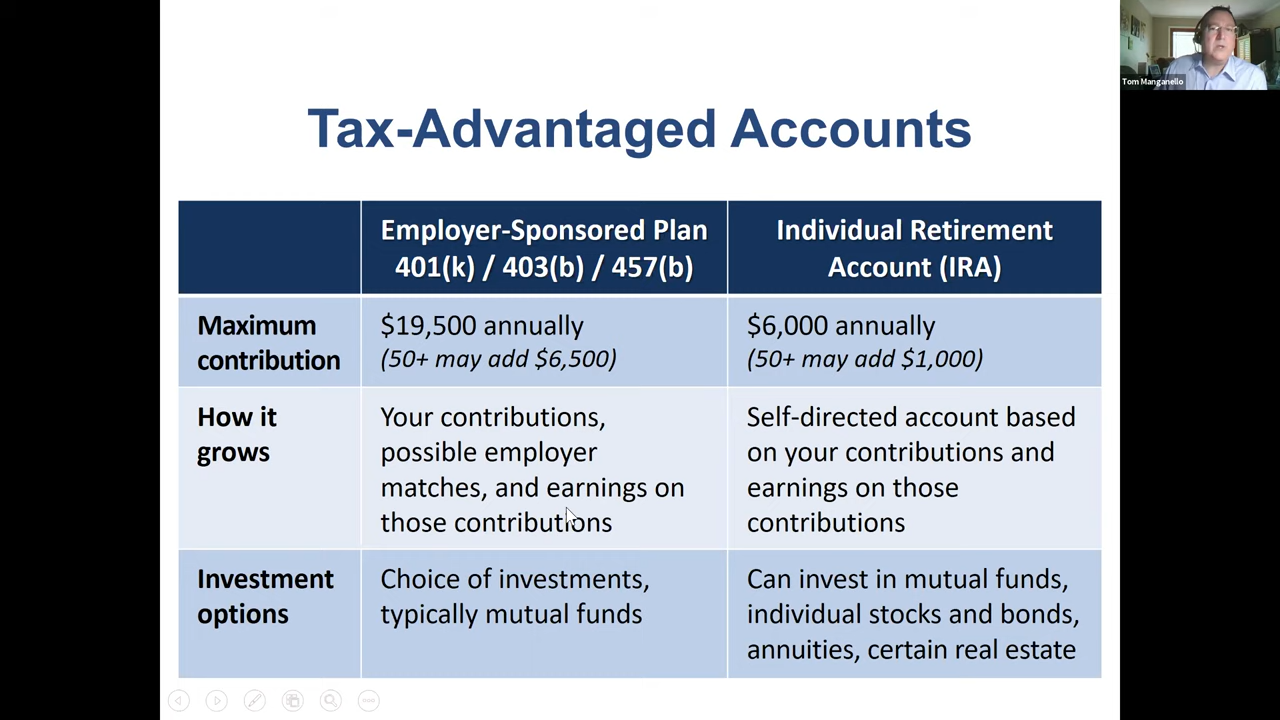 Tom Manganello
Tax-Advantaged Accounts
Employer-Sponsored Plan
401(k) / 403(b) / 457(b)
Individual Retirement
Account (IRA)
Maximum
contribution
$19,500 annually
(50+ may add $6,500)
$6,000 annually
(50+ may add $1,000)
How it
grows
Your contributions,
possible employer
matches, and earnings on
those contributions
Self-directed account based
on your contributions and
earnings on those
contributions
Investment
options
Choice of investments,
typically mutual funds
Can invest in mutual funds,
individual stocks and bonds,
annuities, certain real estate